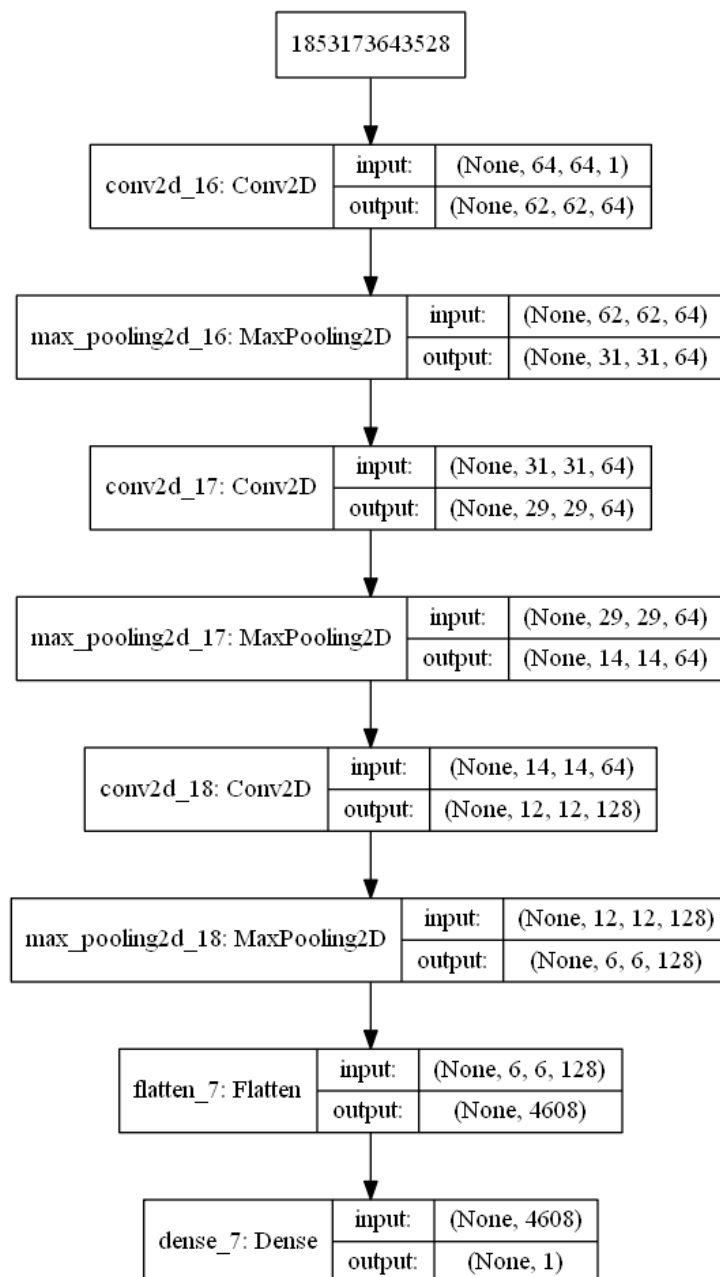 1853173643528
conv2d_16: Conv2D
input:
(None, 64, 64, 1)
output:
(None, 62, 62, 64)
max_pooling2d_16: MaxPooling2D
input:
(None, 62, 62, 64)
output:
(None, 31, 31, 64)
conv2d_17: Conv2D
input:
(None, 31, 31, 64)
output:
(None, 29, 29, 64)
max_pooling2d_17: MaxPooling2D
input:
(None, 29, 29, 64)
output:
(None, 14, 14, 64)
conv2d_18: Conv2D
input:
(None, 14, 14, 64)
output:
(None, 12, 12, 128)
max_pooling2d_18: MaxPooling2D
input:
(None, 12, 12, 128)
output:
(None, 6, 6, 128)
flatten_7: Flatten
input:
(None, 6, 6, 128)
output:
(None, 4608)
dense_7: Dense
input:
(None, 4608)
output:
(None, 1)